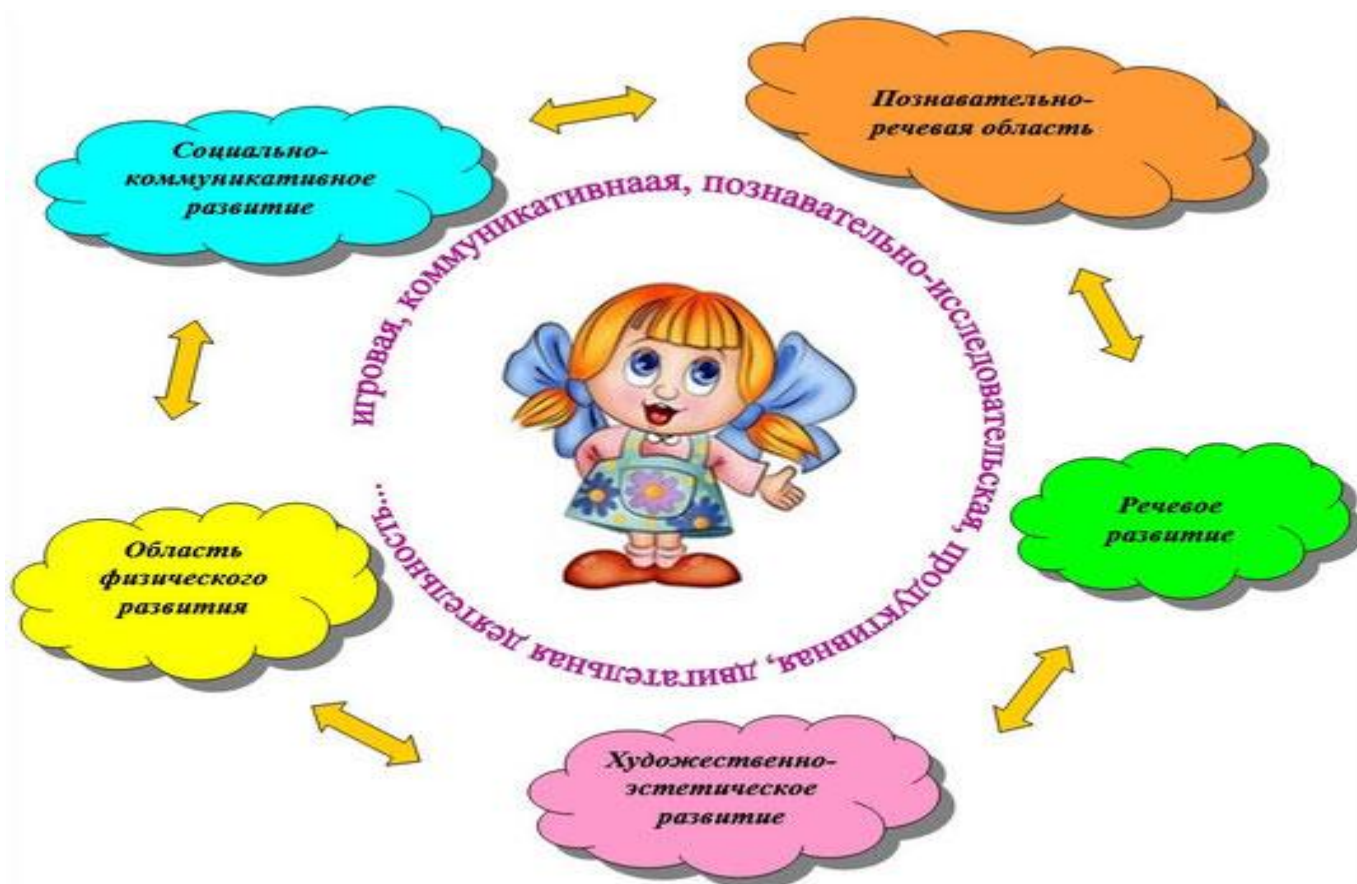 Социально-
коммуникативное
развитие
Познавательно-
речевая область
игровая, коммуникативнаая, познавательно-исследовательская, продуктивная, двигательная деятельность...
Речевое
развитие
Область
физического
развития
Художественно-
эстетическое
развитие